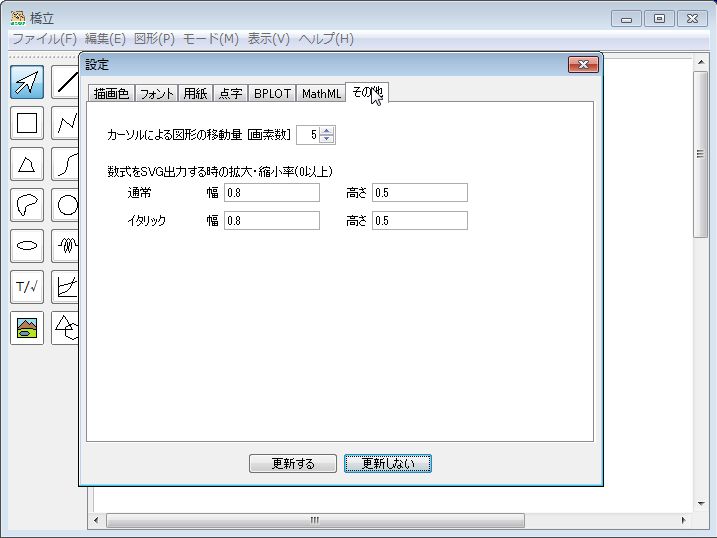 橋立
ファイル(F) 編集(E) 図形(P) モード(M) 表示(V) ヘルプ(H)
設定
描画色 フォント 用紙 点字 BPLOT MathML その他
カーソルによる図形の移動量 [画素数] 5
数式をSVG出力する時の拡大・縮小率(0以上)
通常 幅 0.8 高さ 0.5
イタリック 幅 0.8 高さ 0.5
T/√
更新する 更新しない